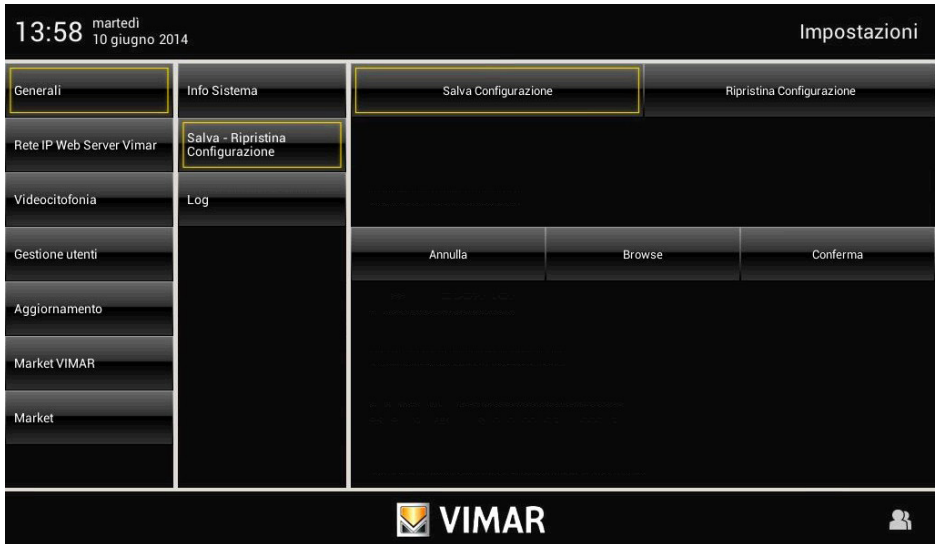 13:58 martedì
10 giugno 2014
Impostazioni
Generali
Rete IP Web Server Vimar
Videocitofonia
Gestione utenti
Aggiornamento
Market VIMAR
Market
Info Sistema
Salva - Ripristina
Configurazione
Log
Salva Configurazione
Ripristina Configurazione
Annulla
Browse
Conferma
VIMAR